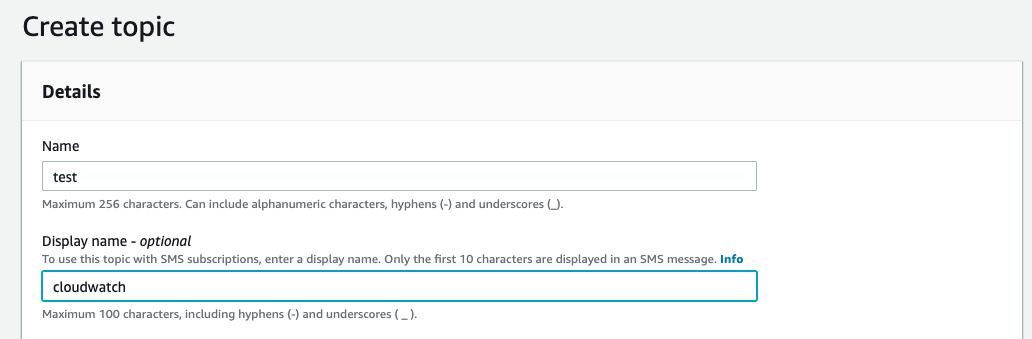 Create topic
Details
Name
test
Maximum 256 characters. Can include alphanumeric characters, hyphens (-) and underscores (_).
Display name - optional
To use this topic with SMS subscriptions, enter a display name. Only the first 10 characters are displayed in an SMS message. Info
cloudwatch
Maximum 100 characters, including hyphens (-) and underscores ( _ ).